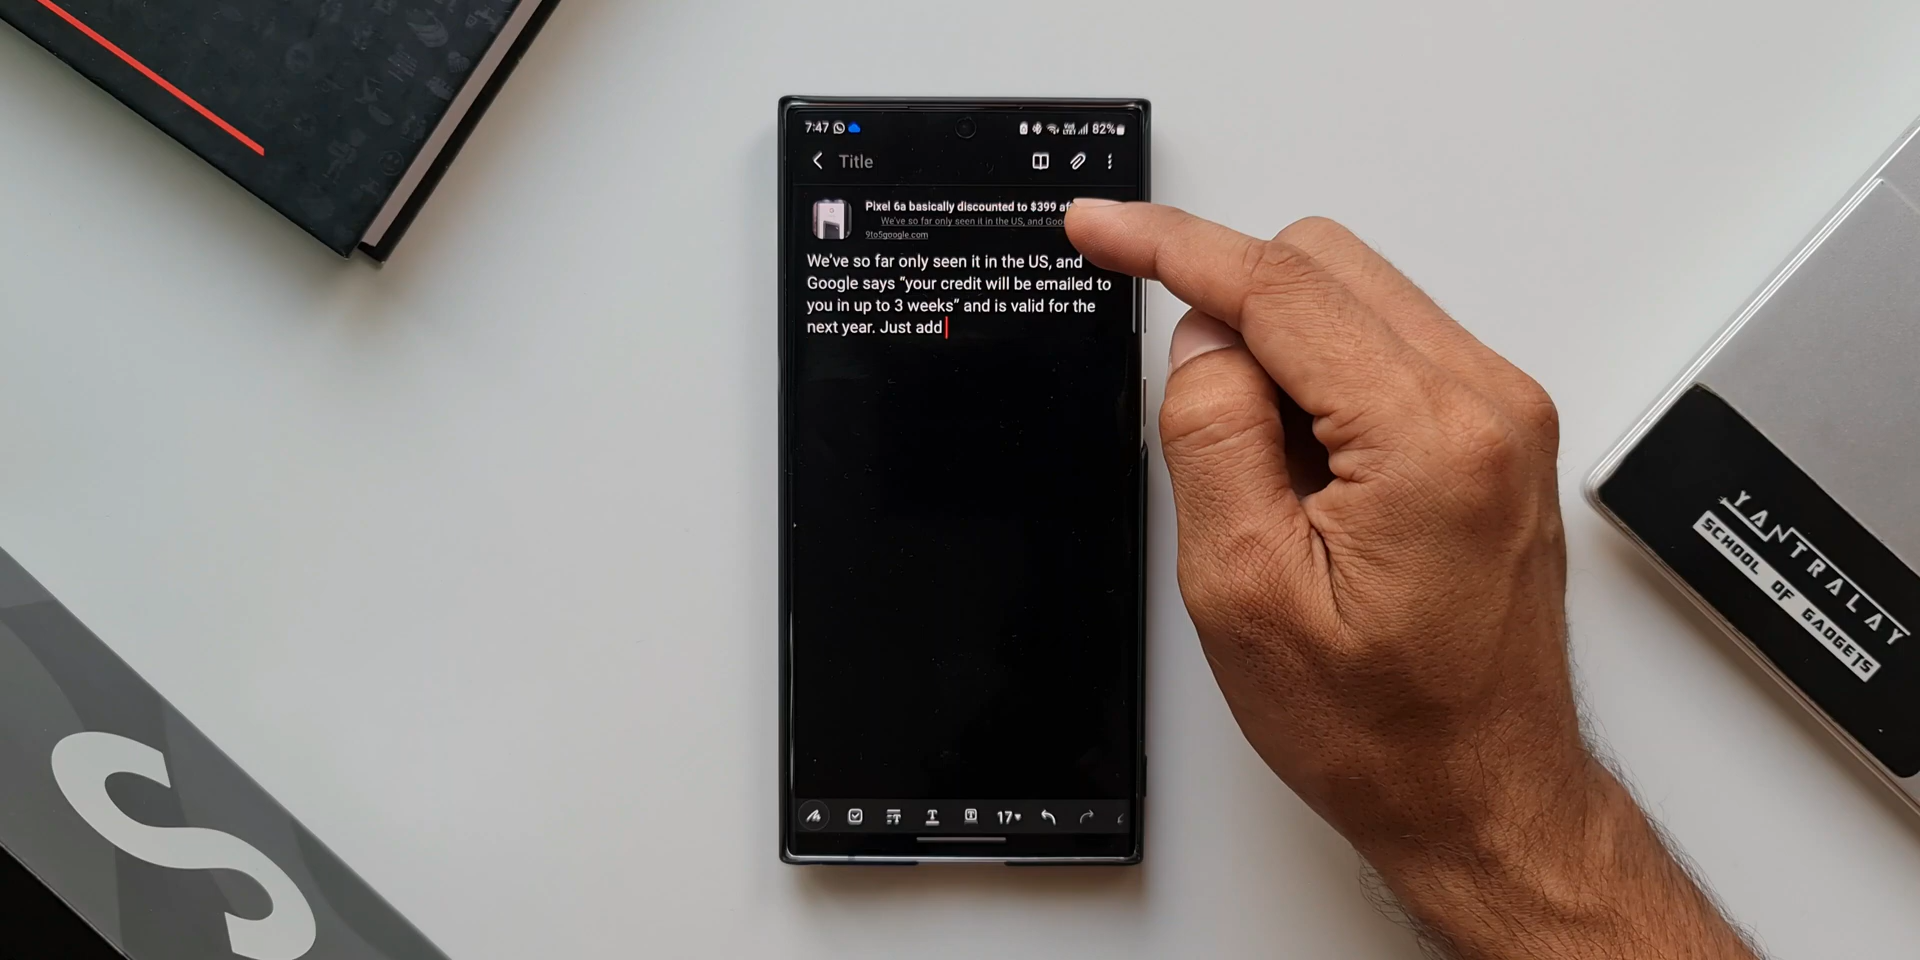 7:47
82%
Title
Pixel 6a basically discounted to $399
We've so far only seen it in the US, and
9to5google.com
We've so far only seen it in the US, and
Google says “your credit will be emailed to
you in up to 3 weeks” and is valid for the
next year. Just add
17
S
YANTRALAY
SCHOOL OF GADGETS